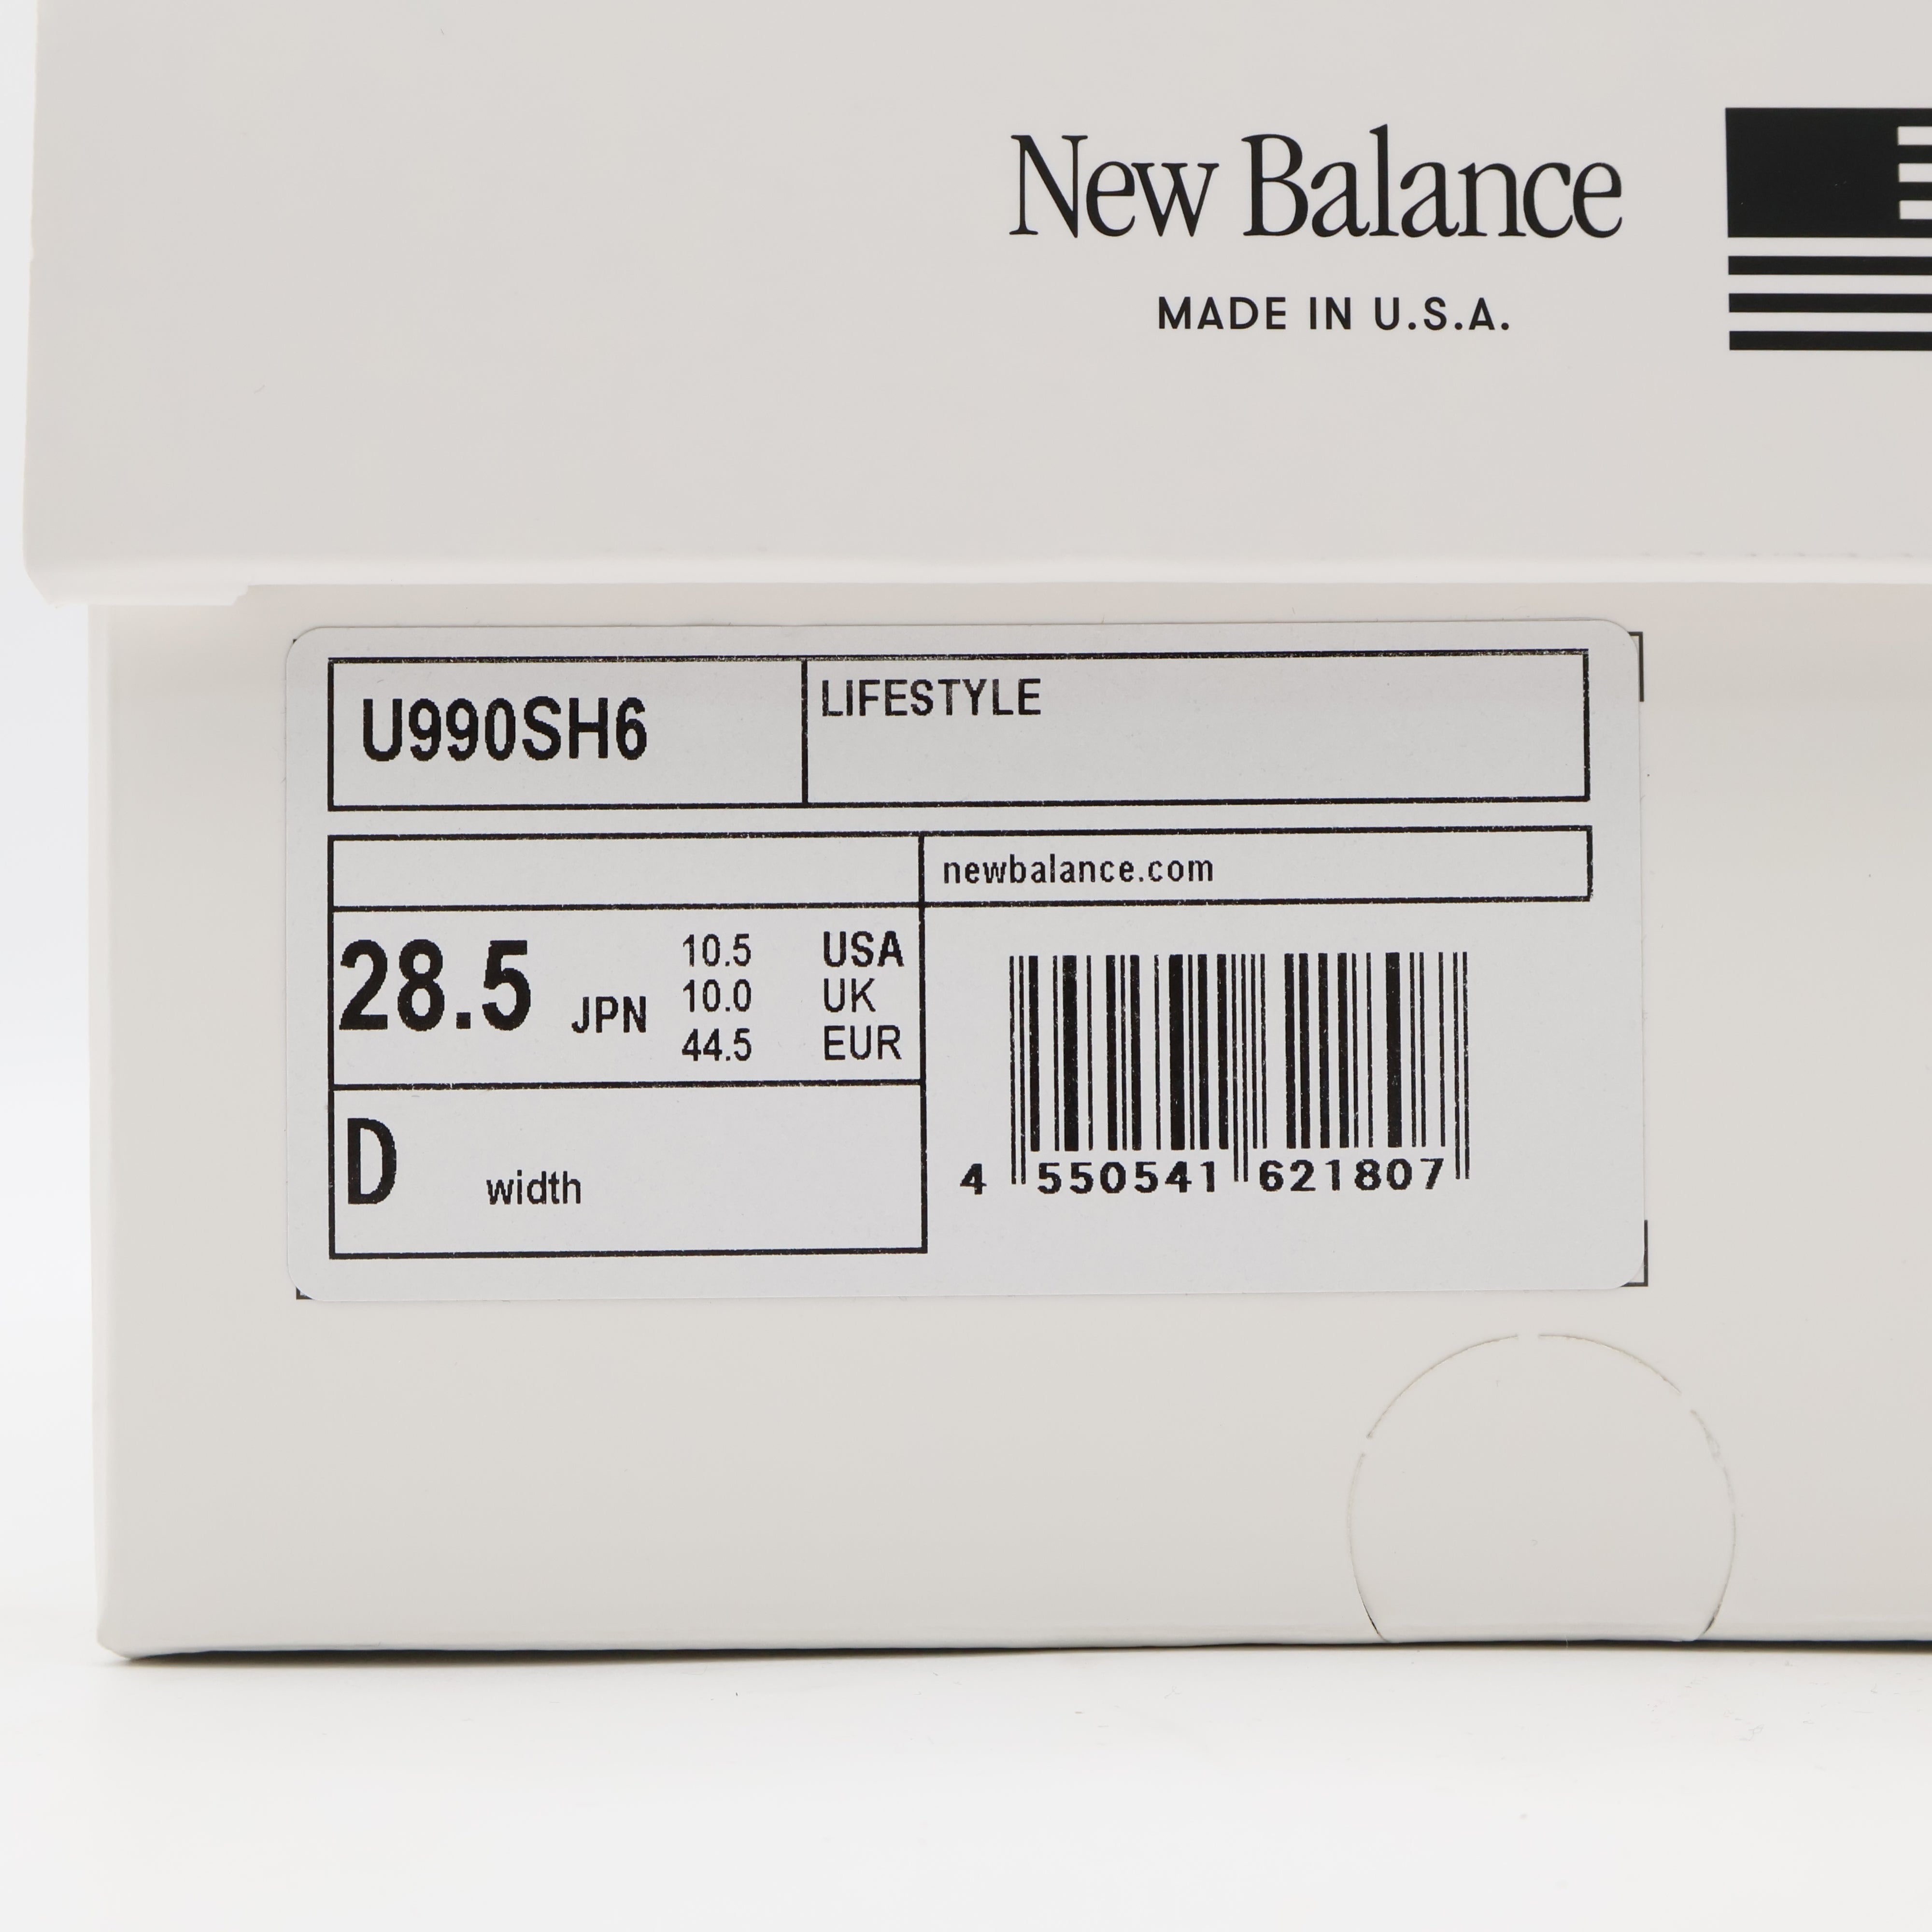 New Balance
MADE IN U.S.A.
U990SH6
LIFESTYLE
newbalance.com
28.5 JPN
10.5 USA
10.0 UK
44.5 EUR
D width
4 550541 621807